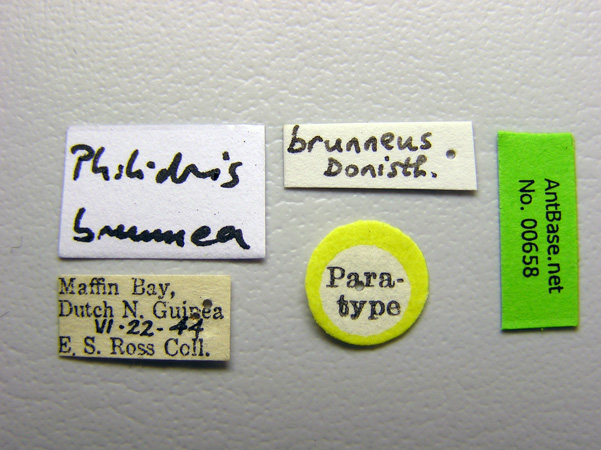 Philidris
brunnea
brunneus
Donisth.
Maffin Bay,
Dutch N. Guinea
VI-22-44
E. S. Ross Coll.
Para-
type
AntBase.net
No. 00658